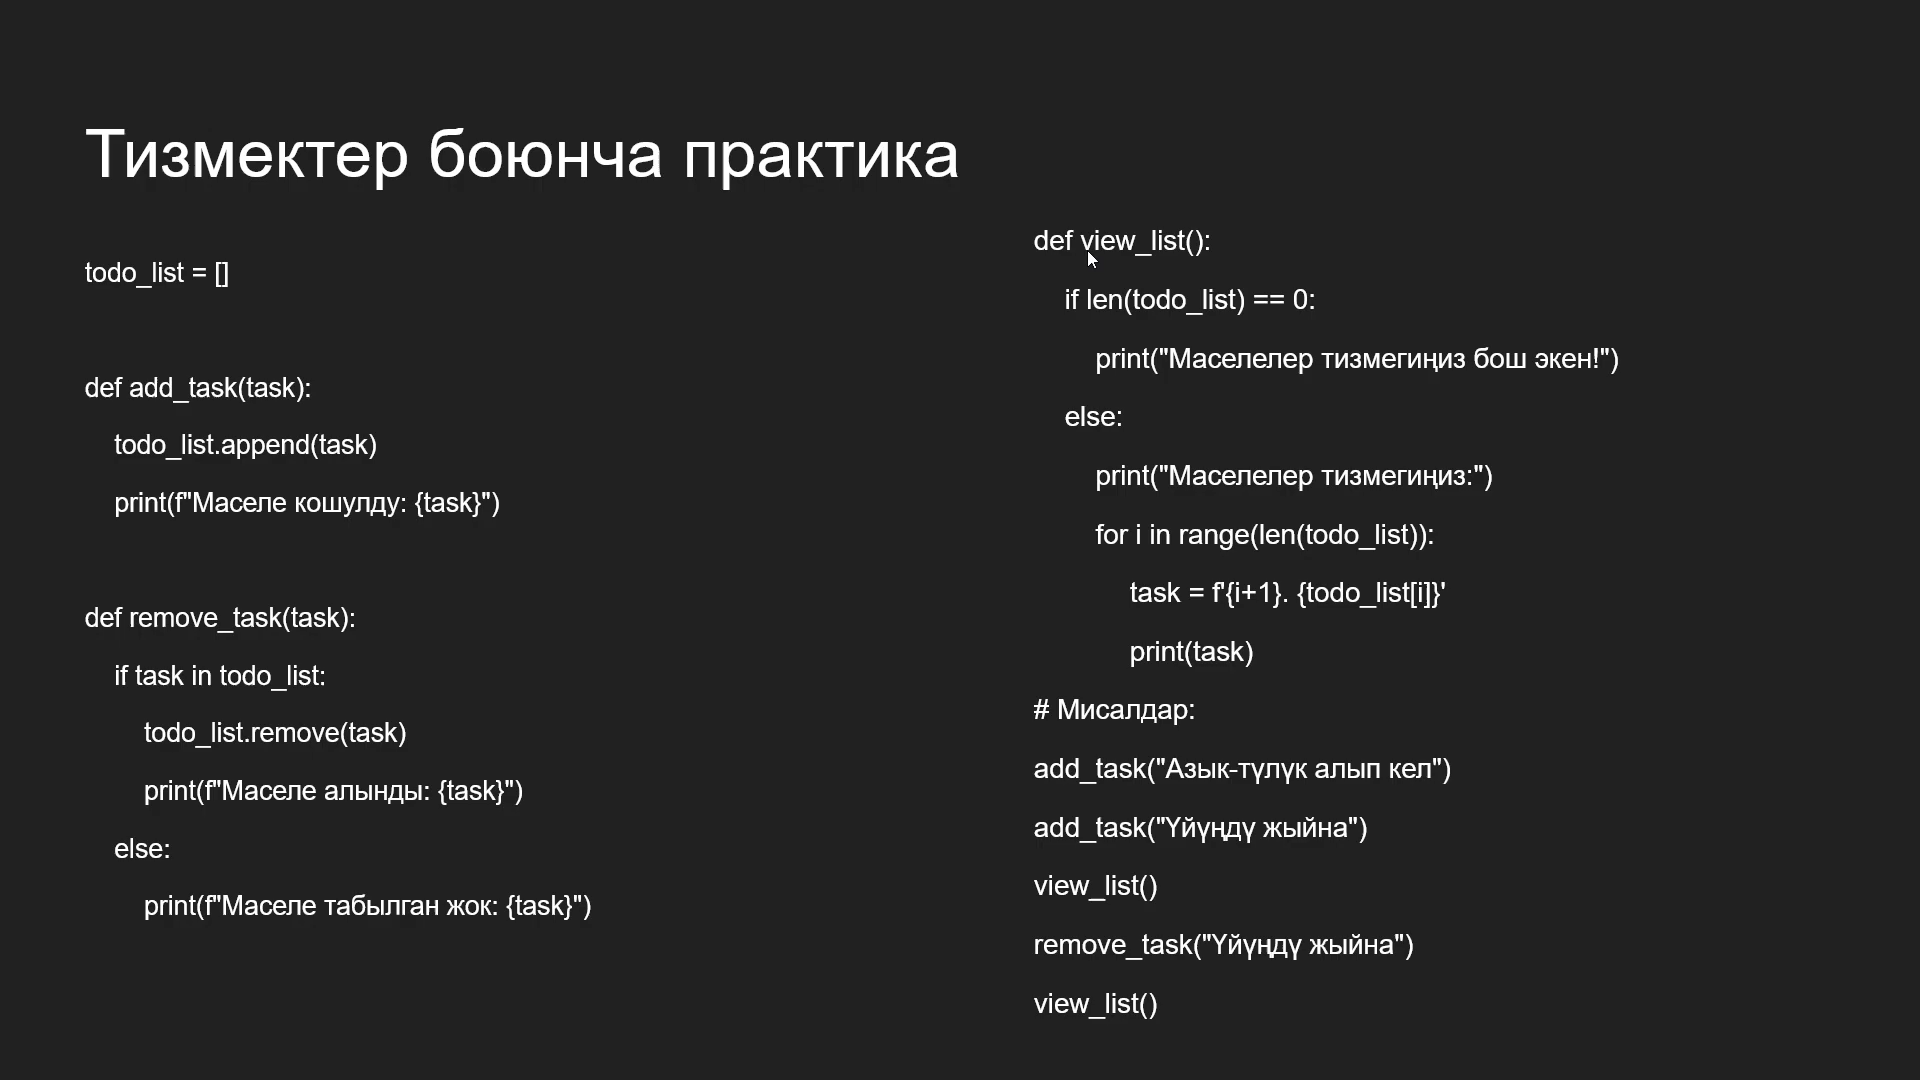 Тизмектер боюнча практика
todo_list = []
def add_task(task):
todo_list.append(task)
print(f"Маселе кошулду: {task}")
def remove_task(task):
if task in todo_list:
todo_list.remove(task)
print(f"Маселе алынды: {task}")
else:
print(f"Маселе табылган жок: {task}")
def view_list():
if len(todo_list) == 0:
print("Маселелер тизмегиңиз бош экен!")
else:
print("Маселелер тизмегиңиз:")
for i in range(len(todo_list)):
task = f'{i+1}. {todo_list[i]}'
print(task)
# Мисалдар:
add_task("Азык-түлүк алып кел")
add_task("Үйүңдү жыйна")
view_list()
remove_task("Үйүңдү жыйна")
view_list()